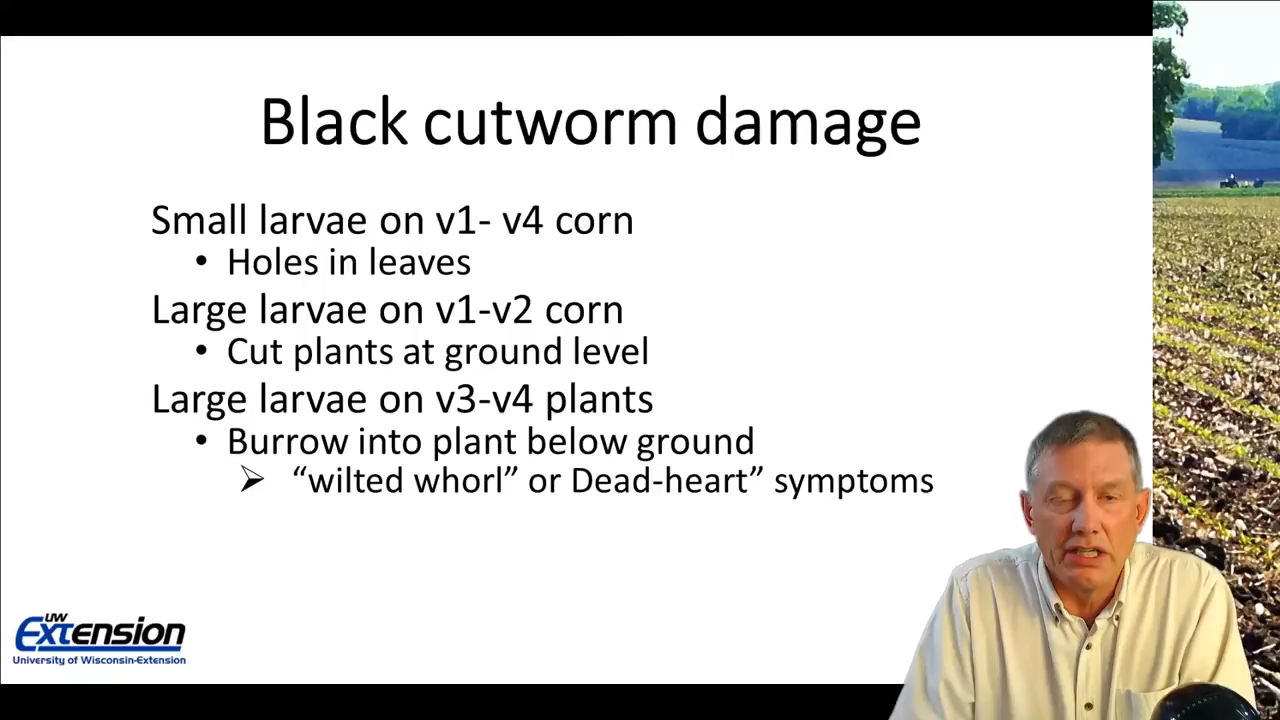 Black cutworm damage
Small larvae on v1- v4 corn
• Holes in leaves
Large larvae on v1-v2 corn
• Cut plants at ground level
Large larvae on v3-v4 plants
• Burrow into plant below ground
➢ “wilted whorl” or Dead-heart” symptoms
UW
Extension
University of Wisconsin-Extension